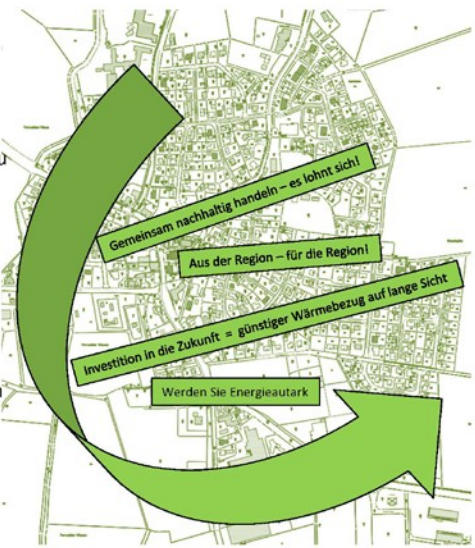 Gemeinsam nachhaltig handeln – es lohnt sich!
Aus der Region – für die Region!
Investition in die Zukunft = günstiger Wärmebezug auf lange Sicht
Werden Sie Energieautark